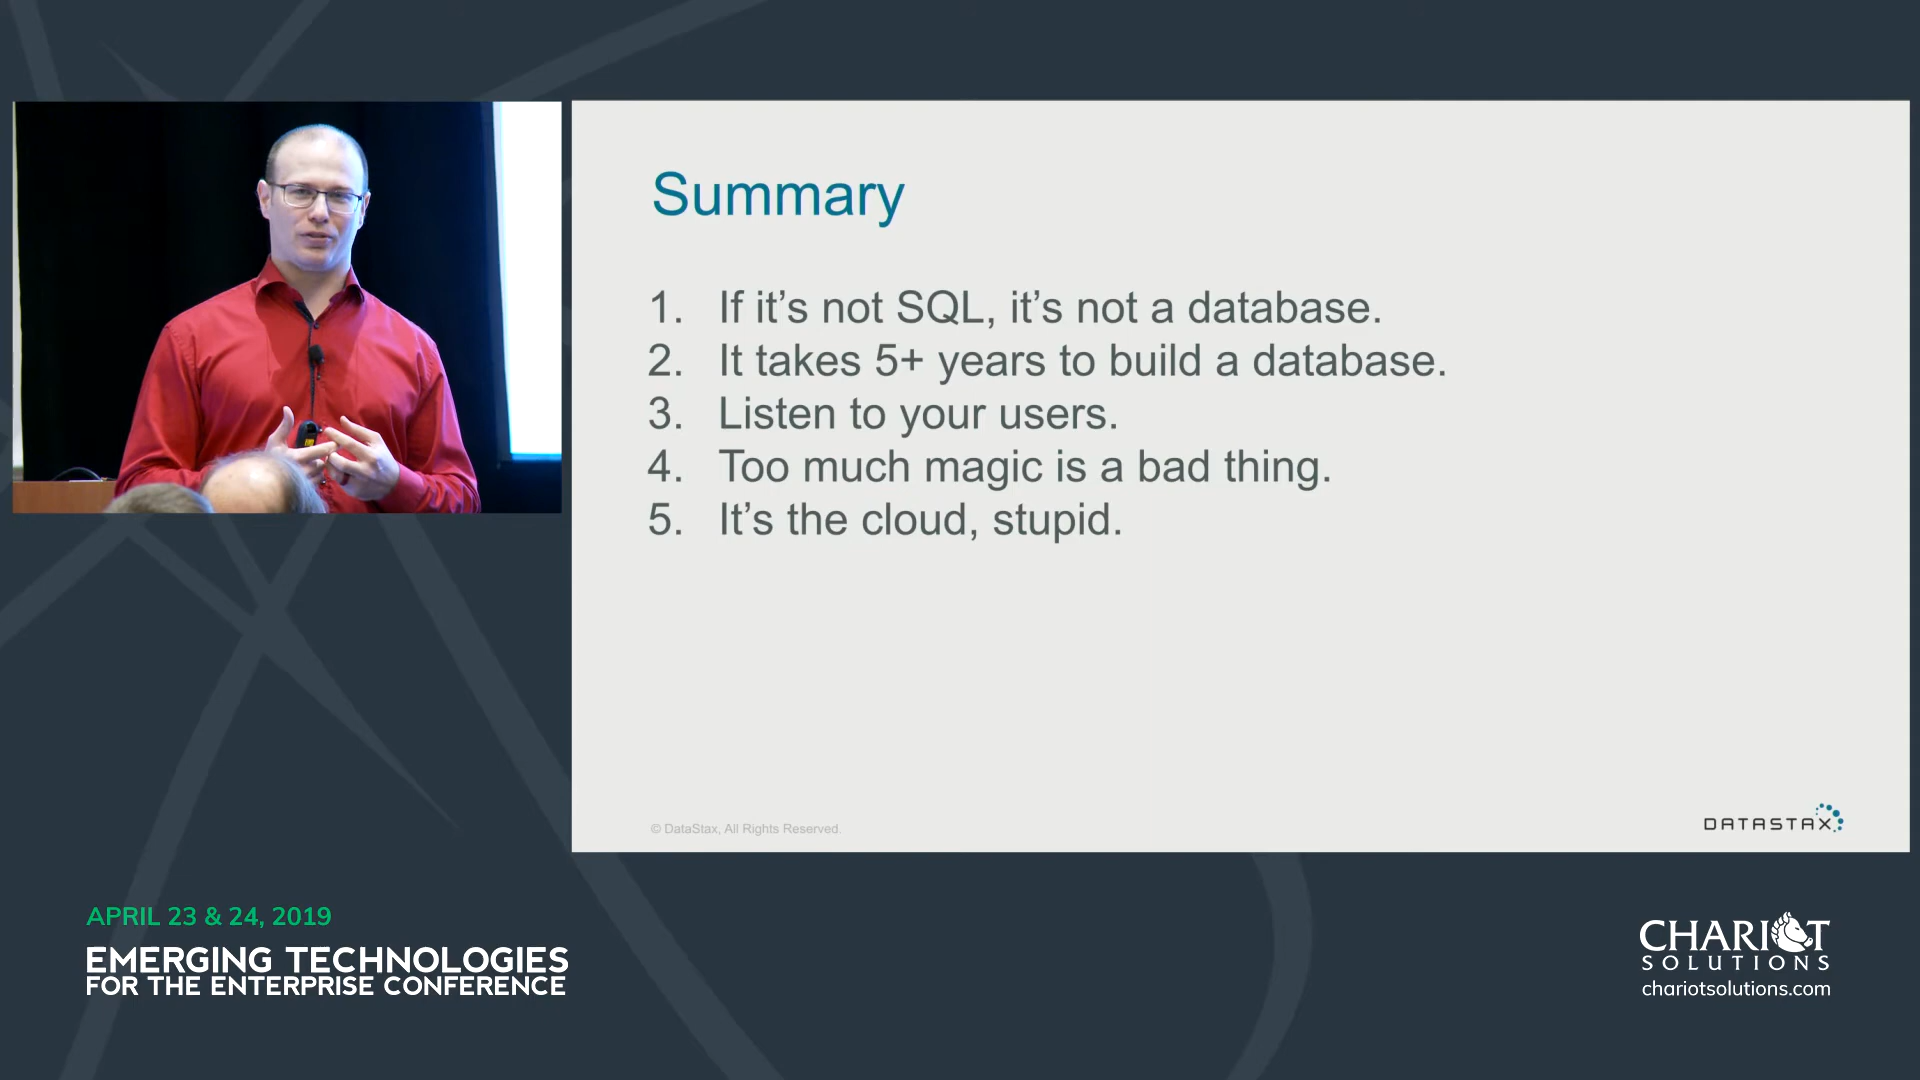 Summary
1. If it’s not SQL, it’s not a database.
2. It takes 5+ years to build a database.
3. Listen to your users.
4. Too much magic is a bad thing.
5. It’s the cloud, stupid.
© DataStax, All Rights Reserved.
DATASTAX
APRIL 23 & 24, 2019
EMERGING TECHNOLOGIES
FOR THE ENTERPRISE CONFERENCE
CHARIOT
SOLUTIONS
chariotsolutions.com